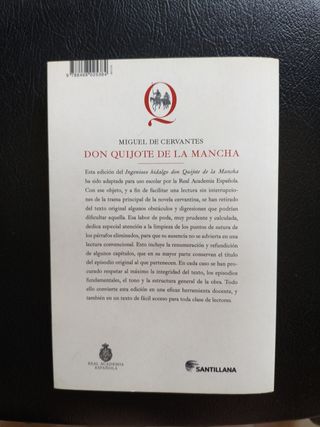 9 788468 025384
Q
MIGUEL DE CERVANTES
DON QUIJOTE DE LA MANCHA
Esta edición del Ingenioso hidalgo don Quijote de la Mancha
ha sido adaptada para uso escolar por la Real Academia Española.
Con ese objeto, y a fin de facilitar una lectura sin interrupcio-
nes de la trama principal de la novela cervantina, se han retirado
del texto original algunos obstáculos y digresiones que podrían
dificultar aquella. Esa labor de poda, muy prudente y calculada,
dedica especial atención a la limpieza de los puntos de sutura de
los párrafos eliminados, para que su ausencia no se advierta en una
lectura convencional. Esto incluye la renumeración y refundición
de algunos capítulos, que en su mayor parte conservan el título
del episodio original al que pertenecen. En cada caso se han pro-
curado respetar al máximo la integridad del texto, los episodios
fundamentales, el tono y la estructura general de la obra. Todo
ello convierte esta edición en una eficaz herramienta docente, y
también en un texto de fácil acceso para toda clase de lectores.
REAL ACADEMIA
ESPAÑOLA
SANTILLANA